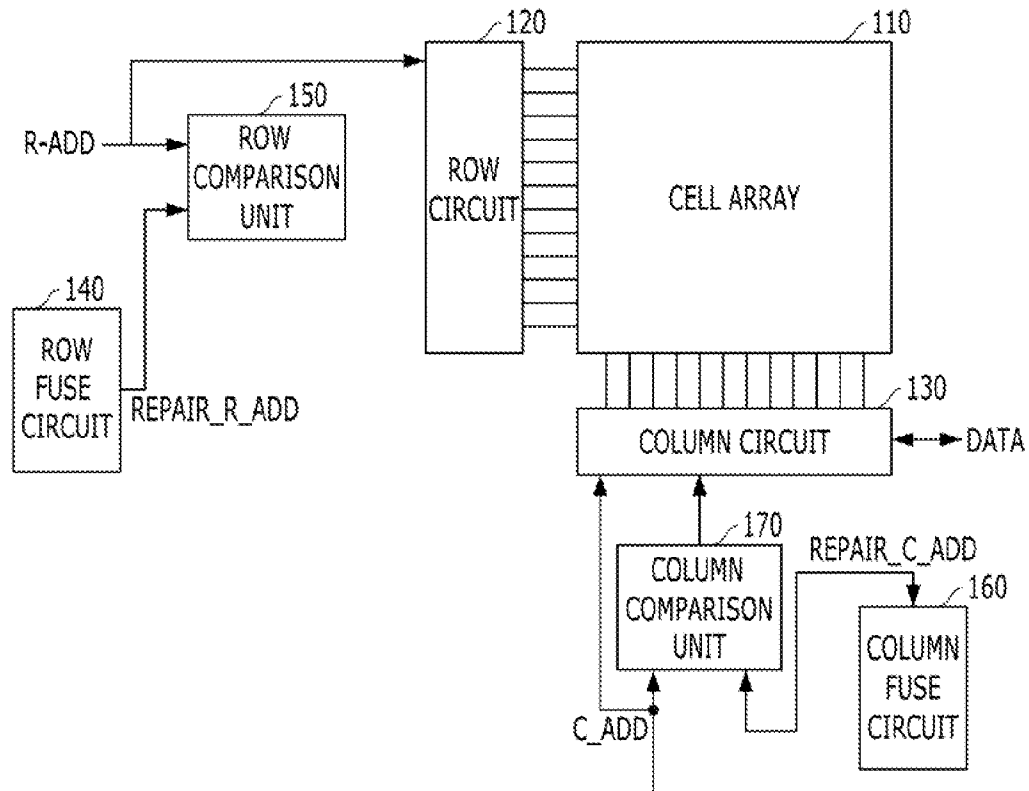 120
110
150
R-ADD
ROW
COMPARISON
UNIT
ROW
CIRCUIT
CELL ARRAY
140
ROW
FUSE
CIRCUIT
REPAIR_R_ADD
130
COLUMN CIRCUIT
DATA
170
REPAIR_C_ADD
COLUMN
COMPARISON
UNIT
160
COLUMN
FUSE
CIRCUIT
C_ADD